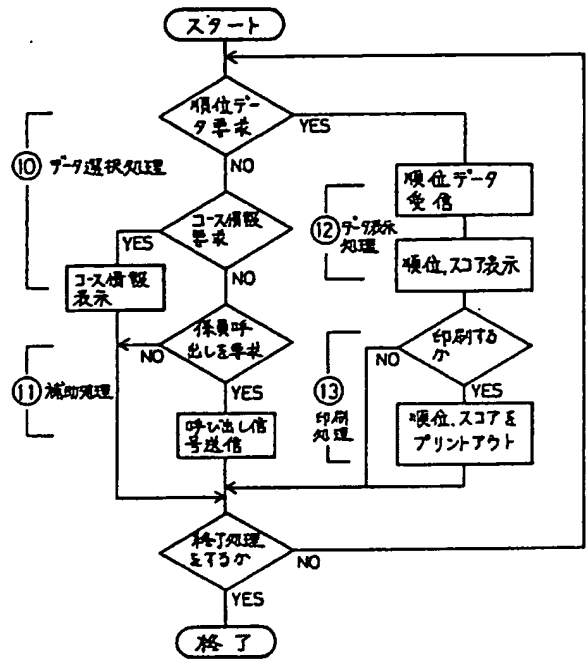 スタート
順位デー
タ要求
YES
NO
⑩ データ選択処理
コース情報
要求
YES
NO
コース情報
表示
順位データ
受信
⑫ データ表示
処理
順位、スコア表示
係員呼
出しを要求
NO
YES
⑪ 補助処理
呼び出し信
号送信
印刷する
か
NO
YES
⑬
印刷
処理
順位、スコアを
プリントアウト
終了処理
をするか
NO
YES
終了